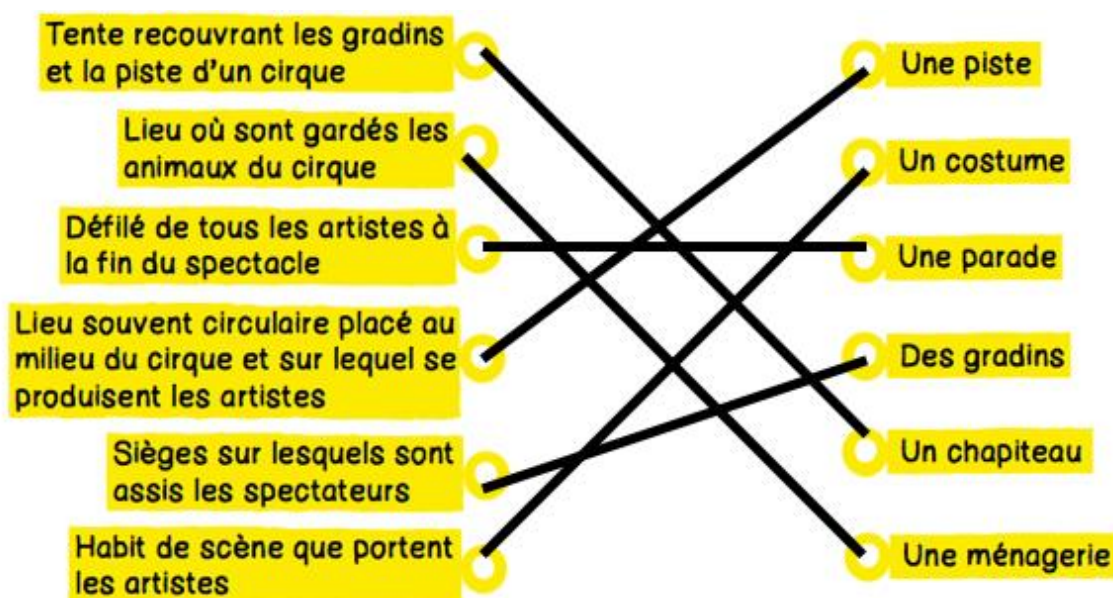 Tente recouvrant les gradins
et la piste d'un cirque
Lieu où sont gardés les
animaux du cirque
Défilé de tous les artistes à
la fin du spectacle
Lieu souvent circulaire placé au
milieu du cirque et sur lequel se
produisent les artistes
Sièges sur lesquels sont
assis les spectateurs
Habit de scène que portent
les artistes
Une piste
Un costume
Une parade
Des gradins
Un chapiteau
Une ménagerie